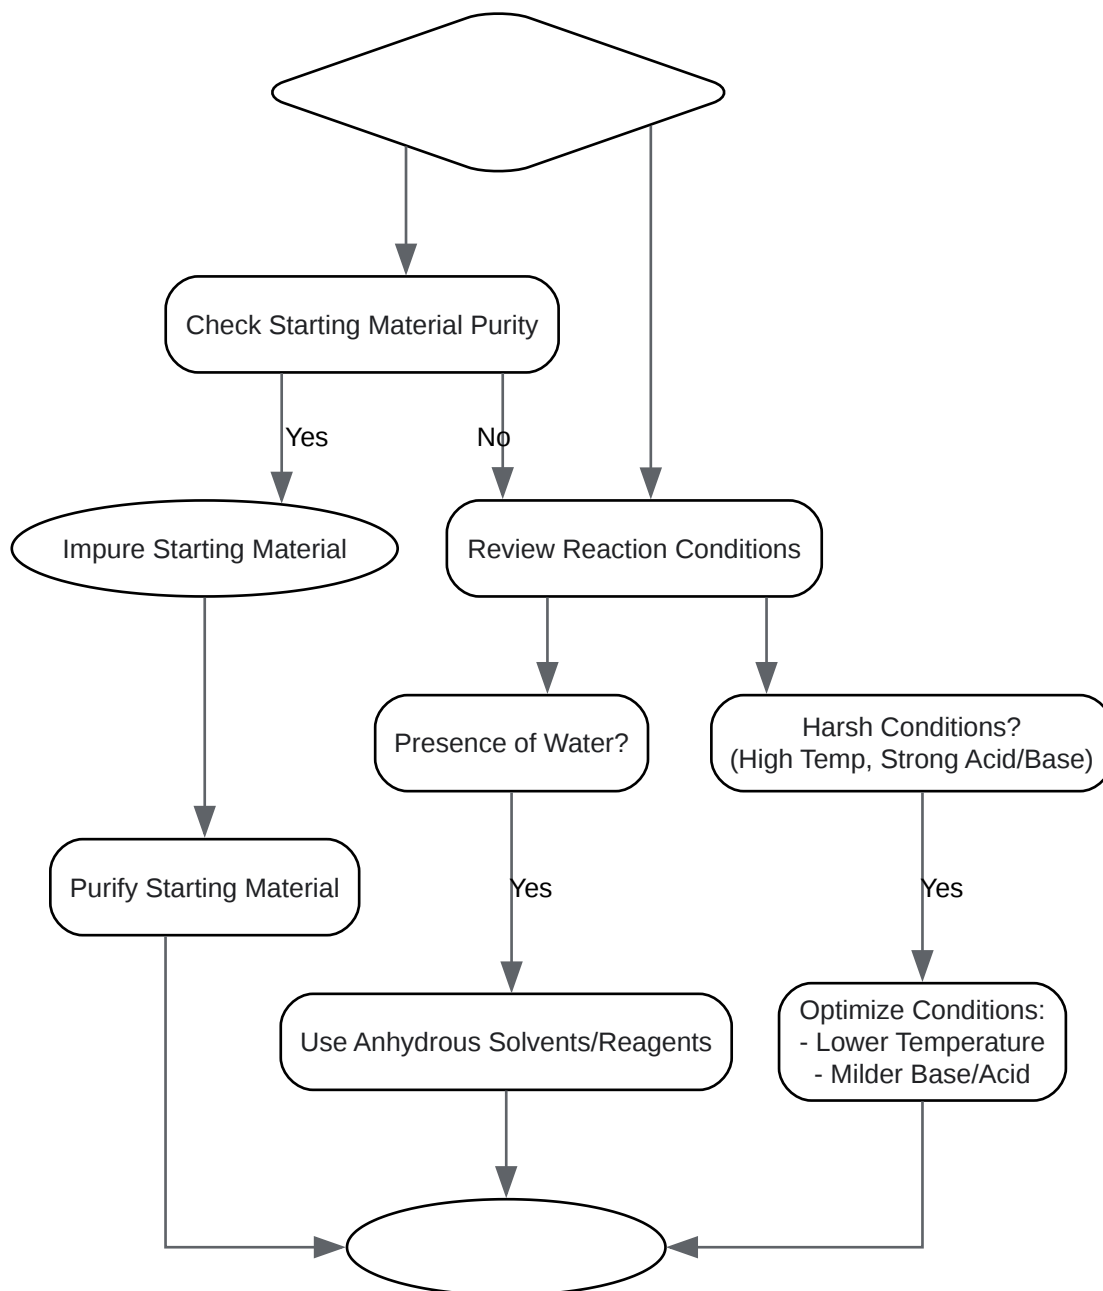 Check Starting Material Purity
Yes
No
Impure Starting Material
Review Reaction Conditions
Presence of Water?
Harsh Conditions?
(High Temp, Strong Acid/Base)
Purify Starting Material
Yes
Yes
Use Anhydrous Solvents/Reagents
Optimize Conditions:
- Lower Temperature
- Milder Base/Acid